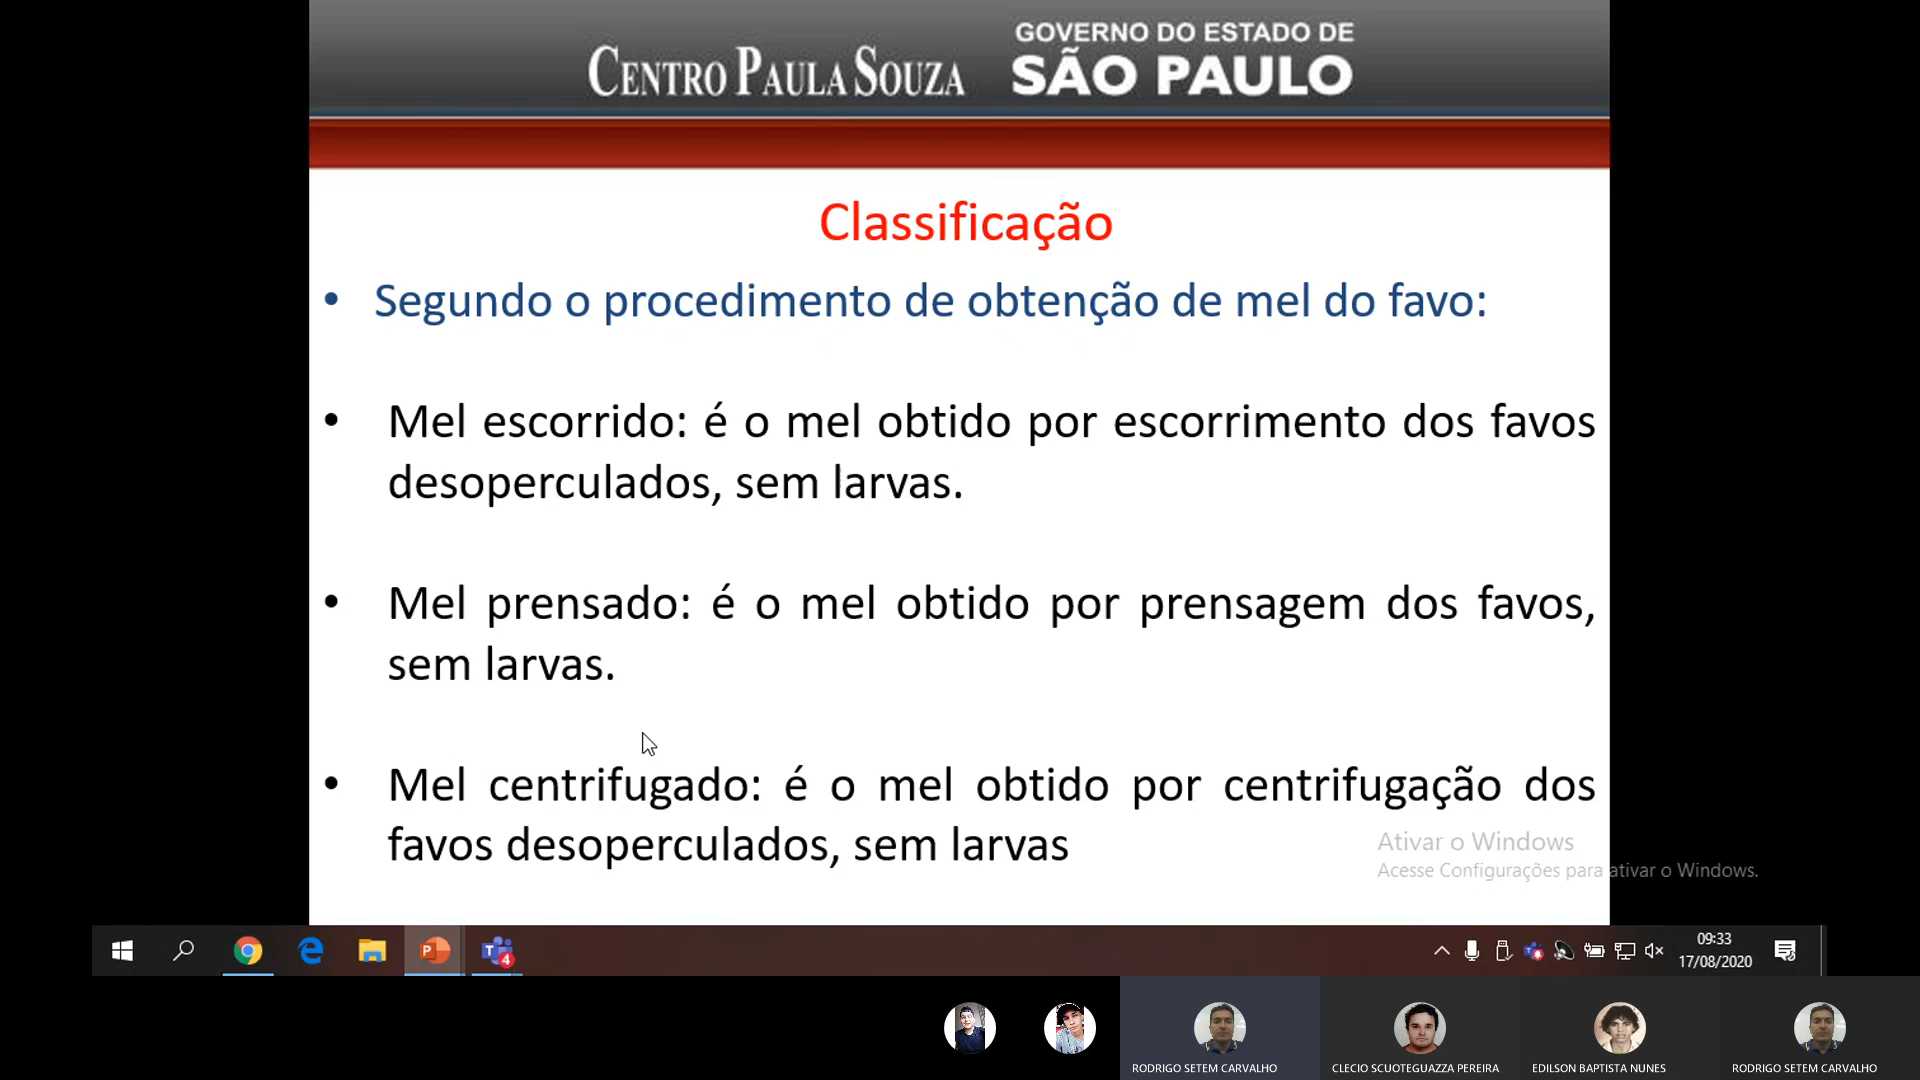 CENTRO PAULA SOUZA
GOVERNO DO ESTADO DE
SÃO PAULO
Classificação
• Segundo o procedimento de obtenção de mel do favo:
• Mel escorrido: é o mel obtido por escorrimento dos favos
desoperculados, sem larvas.
• Mel prensado: é o mel obtido por prensagem dos favos,
sem larvas.
• Mel centrifugado: é o mel obtido por centrifugação dos
favos desoperculados, sem larvas
Ativar o Windows
Acesse Configurações para ativar o Windows.
4
09:33
17/08/2020
RODRIGO SETEM CARVALHO
CLECIO SCUOTEGUAZZA PEREIRA
EDILSON BAPTISTA NUNES
RODRIGO SETEM CARVALHO